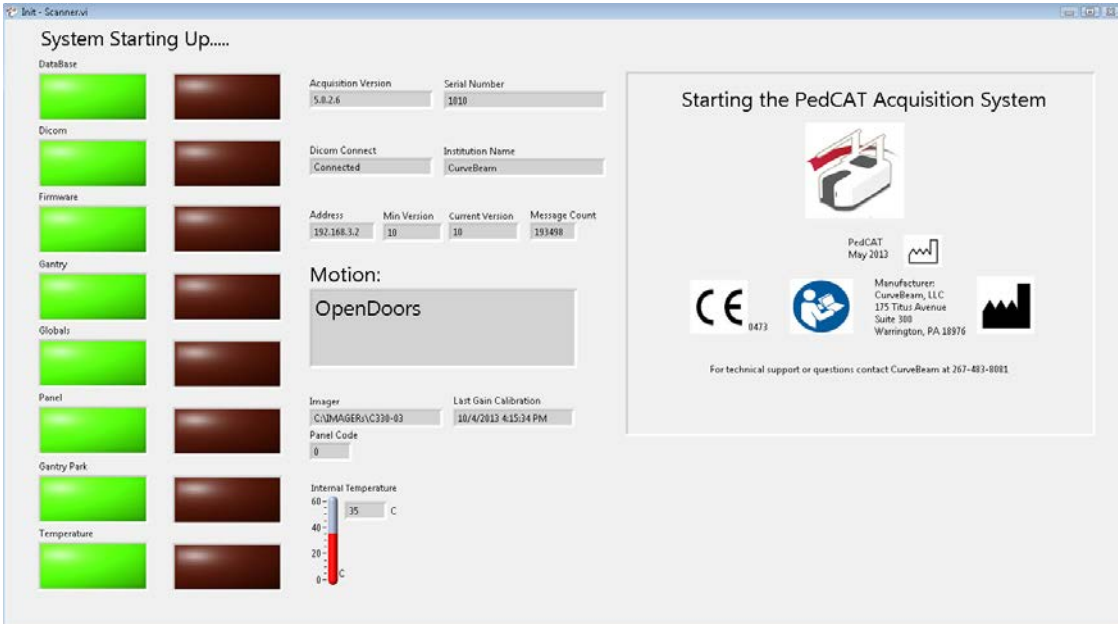 Init - Scanner.vi
System Starting Up.....
DataBase
Dicom
Firmware
Gantry
Globals
Panel
Gantry Park
Temperature
Acquisition Version
Serial Number
5.0.2.6
1010
Dicom Connect
Institution Name
Connected
CurveBeam
Address
Min Version
Current Version
Message Count
192.168.3.2
10
10
193498
Motion:
OpenDoors
Imager
Last Gain Calibration
C:\IMAGERs\C330-03
10/4/2013 4:15:34 PM
Panel Code
0
Internal Temperature
60
35 C
40
20
0
C
Starting the PedCAT Acquisition System
PedCAT
May 2013
CE
0473
Manufacturer:
CurveBeam, LLC
175 Titus Avenue
Suite 300
Warrington, PA 18976
For technical support or questions contact CurveBeam at 267-483-8081